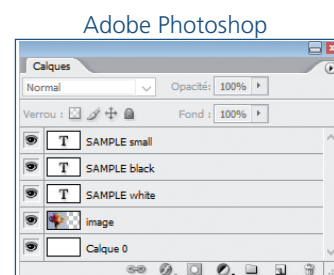 Adobe Photoshop
Calques
Normal Opacité: 100%
Verrou : Fond : 100%
T SAMPLE small
T SAMPLE black
T SAMPLE white
image
Calque 0